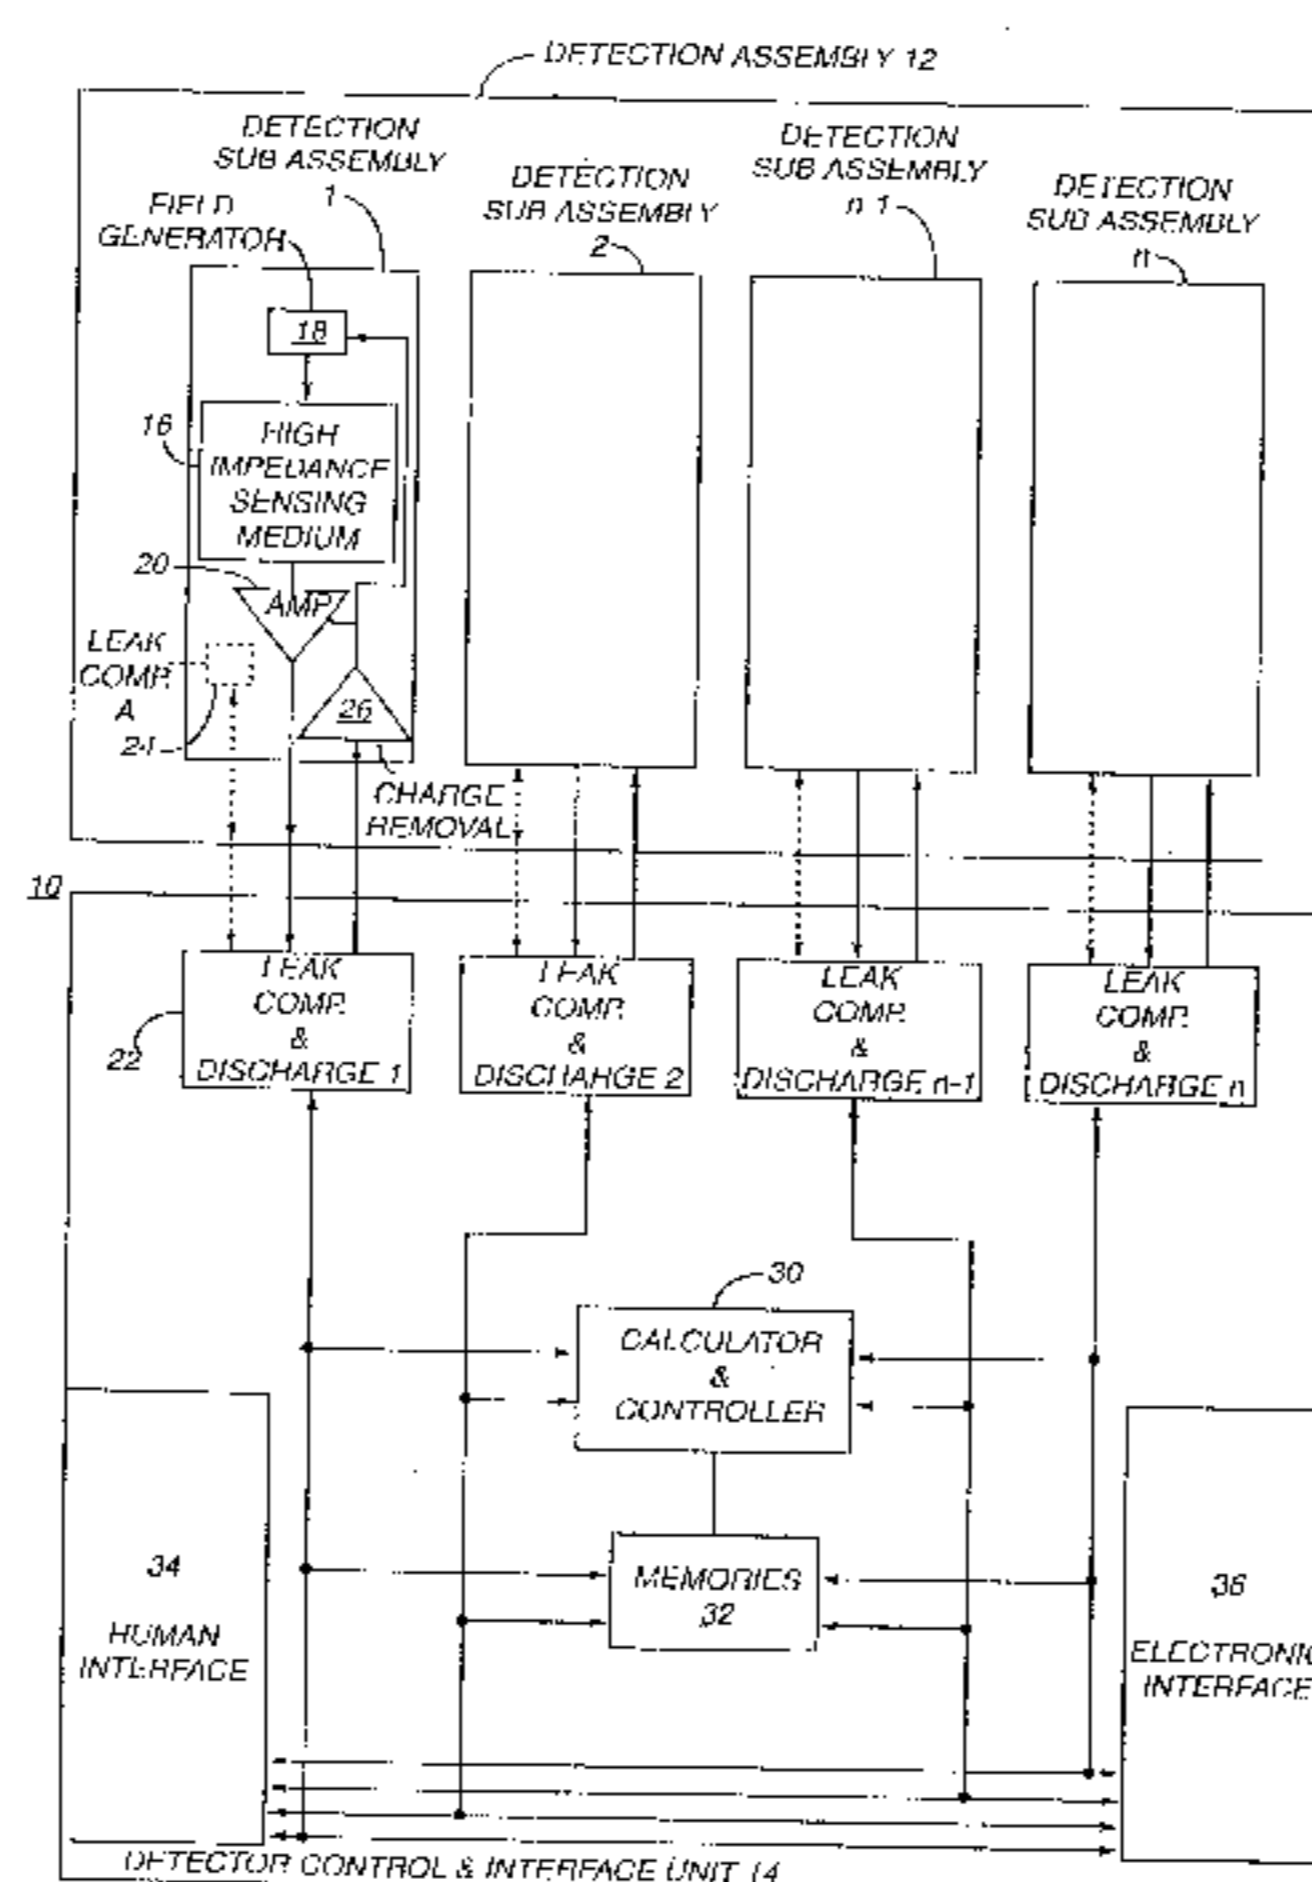 DETECTION ASSEMBLY 12
DETECTION
SUB ASSEMBLY
1
DETECTION
SUB ASSEMBLY
2
DETECTION
SUB ASSEMBLY
n-1
DETECTION
SUB ASSEMBLY
n
FIELD
GENERATOR
18
16
HIGH
IMPEDANCE
SENSING
MEDIUM
20
AMP
LEAK
COMP.
A
24
26
CHARGE
REMOVAL
10
LEAK
COMP.
&
DISCHARGE 1
22
LEAK
COMP.
&
DISCHARGE 2
LEAK
COMP.
&
DISCHARGE n-1
LEAK
COMP.
&
DISCHARGE n
30
CALCULATOR
&
CONTROLLER
MEMORIES
32
34
HUMAN
INTERFACE
36
ELECTRONIC
INTERFACE
DETECTOR CONTROL & INTERFACE UNIT 14